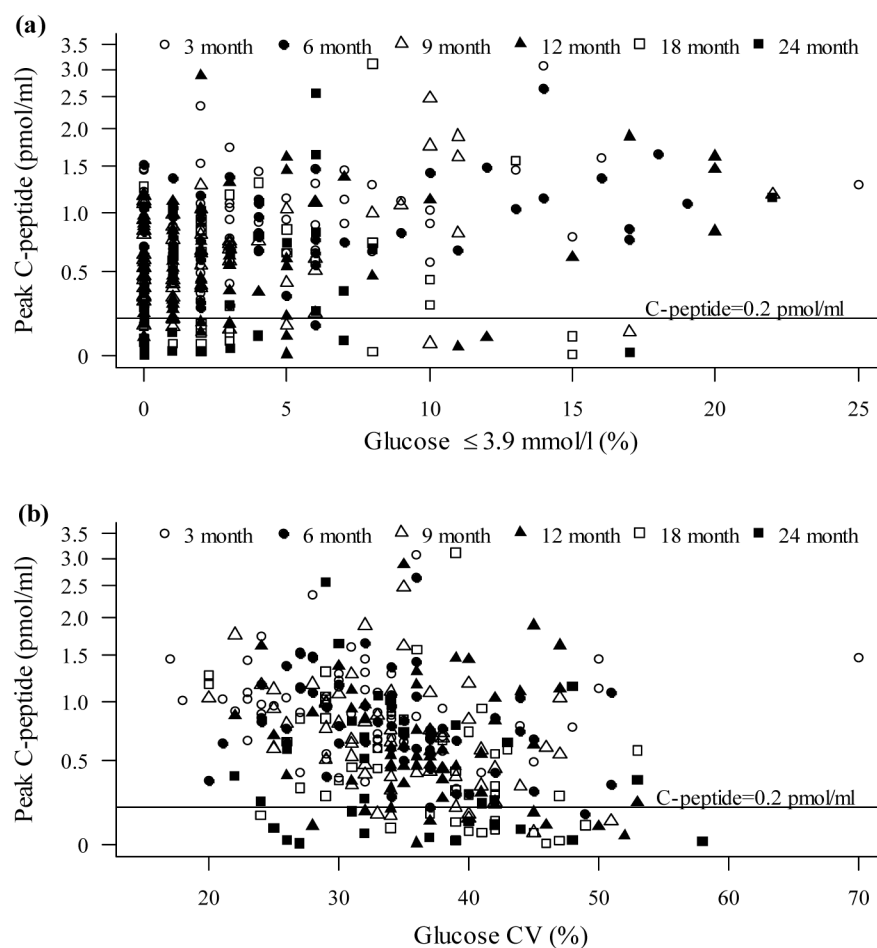 (a)
3 month 6 month 9 month 12 month 18 month 24 month
3.5
3.0
2.5
2.0
1.5
1.0
0.5
0
Peak C-peptide (pmol/ml)
C-peptide=0.2 pmol/ml
0 5 10 15 20 25
Glucose ≤3.9 mmol/l (%)
(b)
3 month 6 month 9 month 12 month 18 month 24 month
3.5
3.0
2.5
2.0
1.5
1.0
0.5
0
Peak C-peptide (pmol/ml)
C-peptide=0.2 pmol/ml
20 30 40 50 60 70
Glucose CV (%)